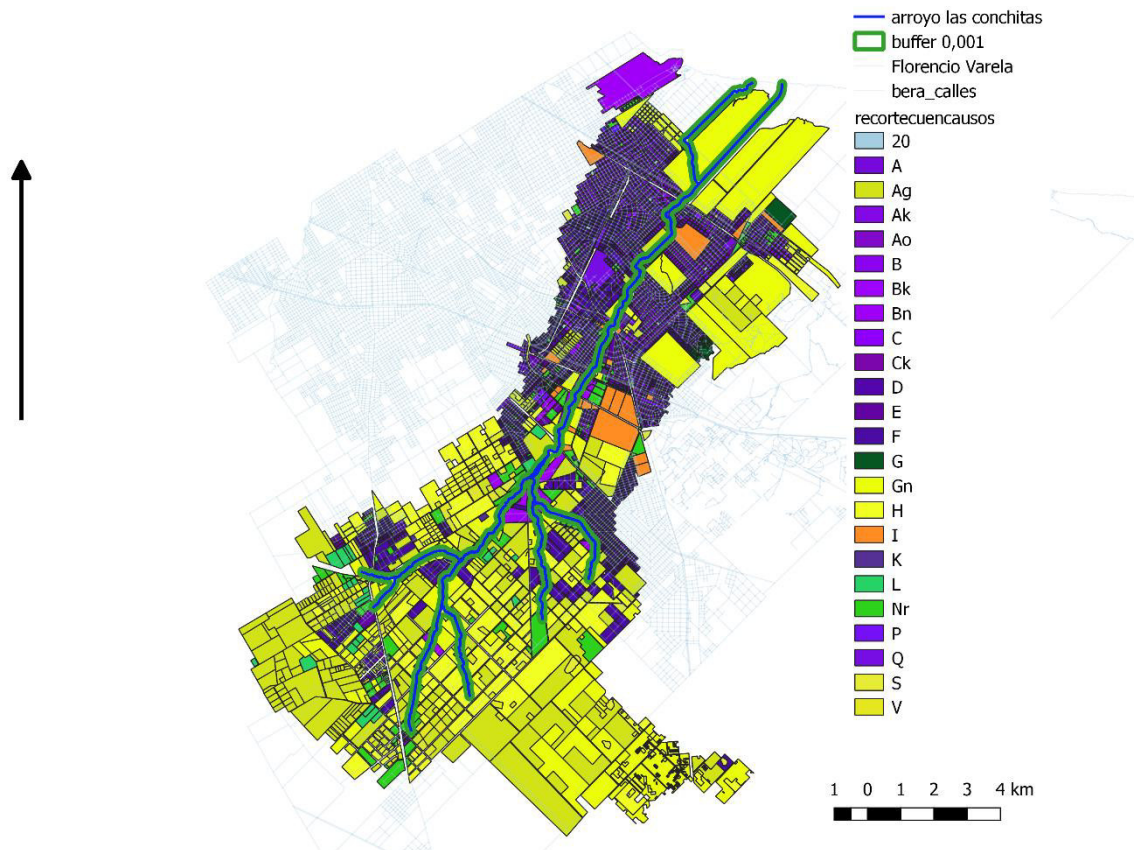 arroyo las conchitas
buffer 0,001
Florencio Varela
bera_calles
recortecuencausos
20
A
Ag
Ak
Ao
B
Bk
Bn
C
Ck
D
E
F
G
Gn
H
I
K
L
Nr
P
Q
S
V
1 0 1 2 3 4 km